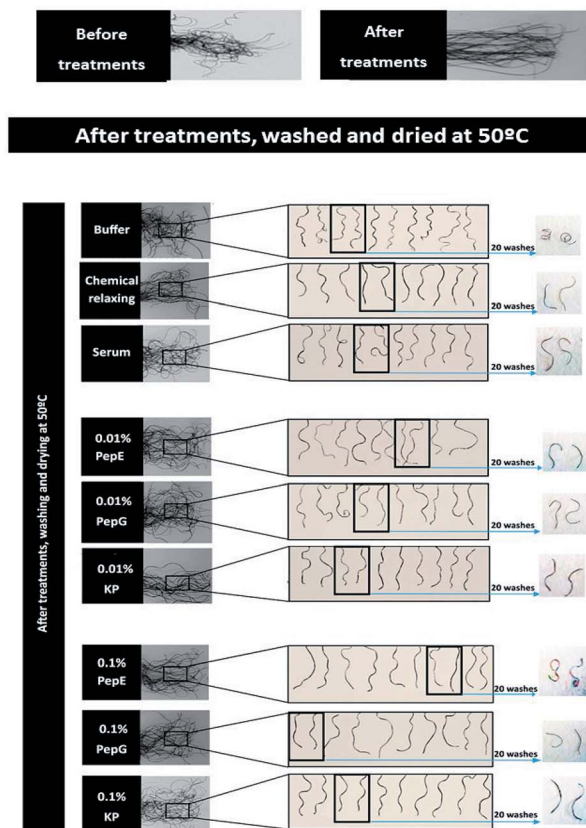 Before
treatments
After
treatments
After treatments, washed and dried at 50ºC
After treatments, washing and drying at 50ºC
Buffer
20 washes
Chemical
relaxing
20 washes
Serum
20 washes
0.01%
PepE
20 washes
0.01%
PepG
20 washes
0.01%
KP
20 washes
0.1%
PepE
20 washes
0.1%
PepG
20 washes
0.1%
KP
20 washes